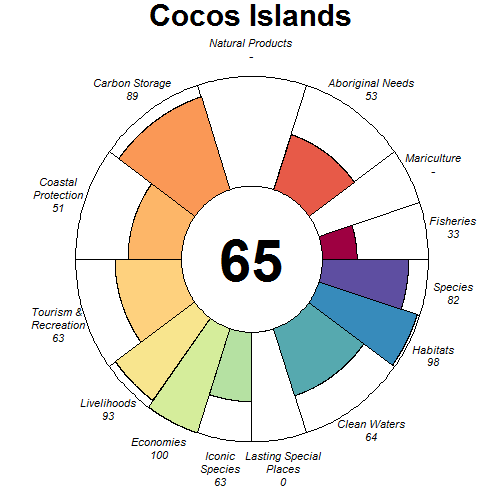 Cocos Islands
Natural Products
-
Carbon Storage
89
Aboriginal Needs
53
Mariculture
-
Coastal
Protection
51
Fisheries
33
65
Species
82
Tourism &
Recreation
63
Habitats
98
Livelihoods
93
Clean Waters
64
Economies
100
Iconic
Species
63
Lasting Special
Places
0